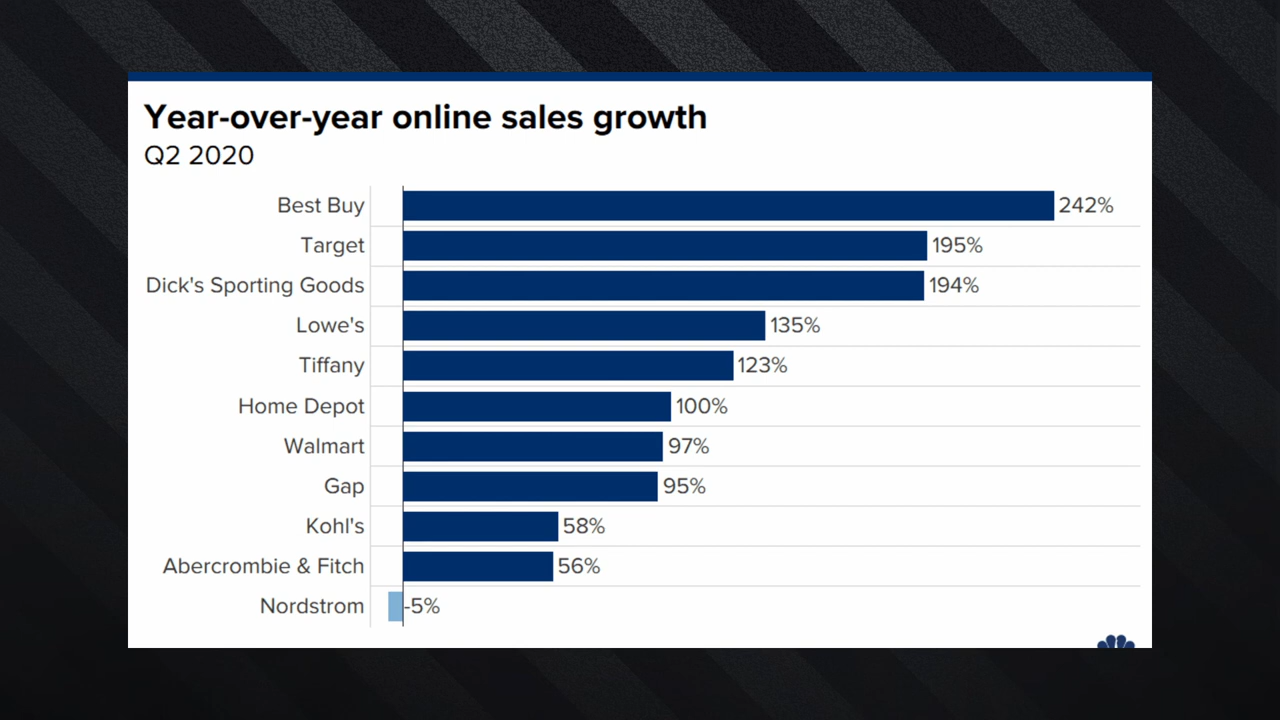 Year-over-year online sales growth
Q2 2020
Best Buy 242%
Target 195%
Dick's Sporting Goods 194%
Lowe's 135%
Tiffany 123%
Home Depot 100%
Walmart 97%
Gap 95%
Kohl's 58%
Abercrombie & Fitch 56%
Nordstrom -5%